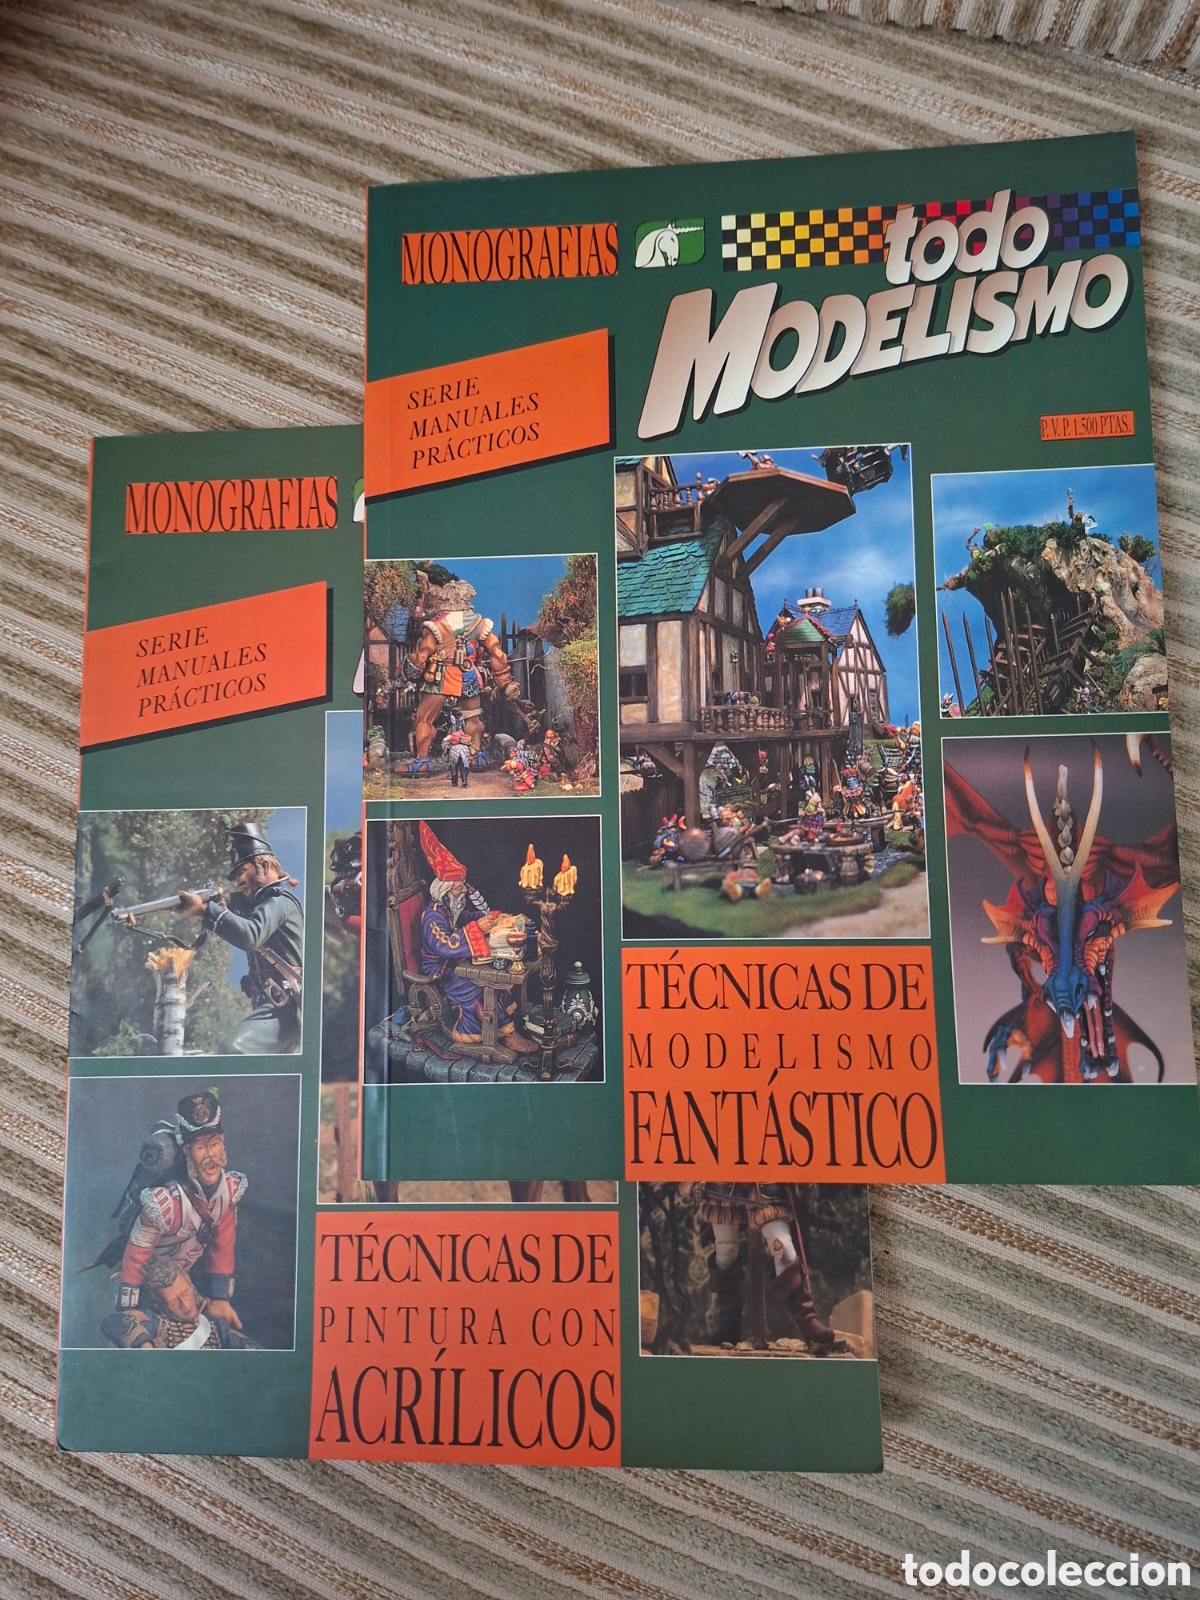 MONOGRAFIAS
todo
MODELISMO
SERIE
MANUALES
PRÁCTICOS
P. V. P. 1.500 PTAS.
TÉCNICAS DE
MODELISMO
FANTÁSTICO
MONOGRAFIAS
SERIE
MANUALES
PRÁCTICOS
TÉCNICAS DE
PINTURA CON
ACRÍLICOS
todocoleccion